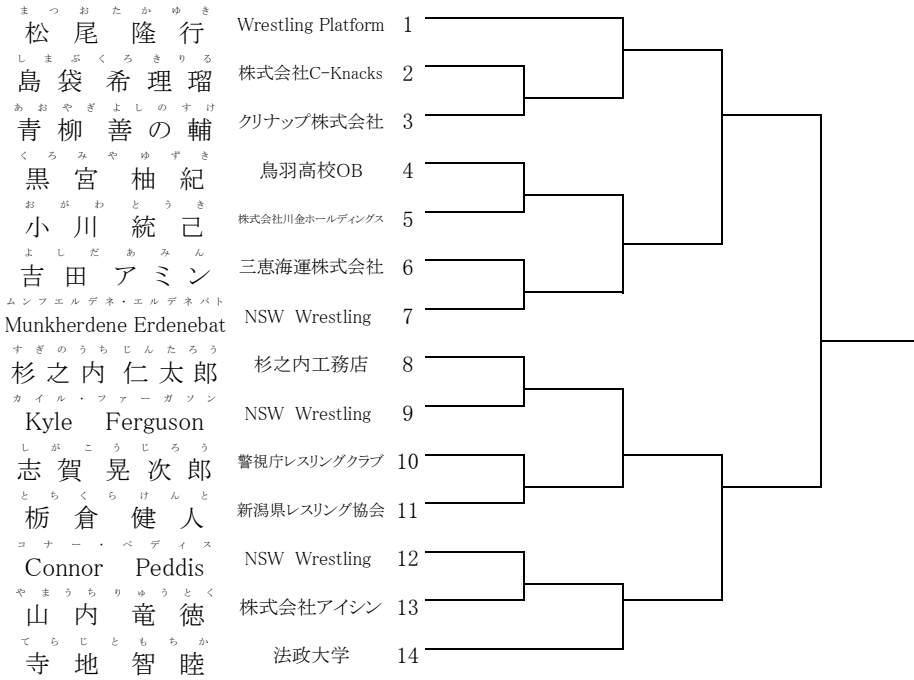 まつおたかゆき
松尾 隆行 Wrestling Platform 1
しまぶくろきりる
島袋希理瑠 株式会社C-Knacks 2
あおやぎよしのすけ
青柳善の輔 クリナップ株式会社 3
くろみやゆずき
黒宮 柚紀 鳥羽高校OB 4
おがわとうき
小川 統己 株式会社川金ホールディングス 5
よしだあみん
吉田アミン 三恵海運株式会社 6
ムンフエルデネ・エルデネバト
Munkherdene Erdenebat NSW Wrestling 7
すぎのうちじんたろう
杉之内仁太郎 杉之内工務店 8
カイル・ファーガソン
Kyle Ferguson NSW Wrestling 9
しがこうじろう
志賀晃次郎 警視庁レスリングクラブ 10
とちくらけんと
栃倉 健人 新潟県レスリング協会 11
コナー・ペディス
Connor Peddis NSW Wrestling 12
やまうちりゅうとく
山内 竜徳 株式会社アイシン 13
てらじともちか
寺地 智睦 法政大学 14